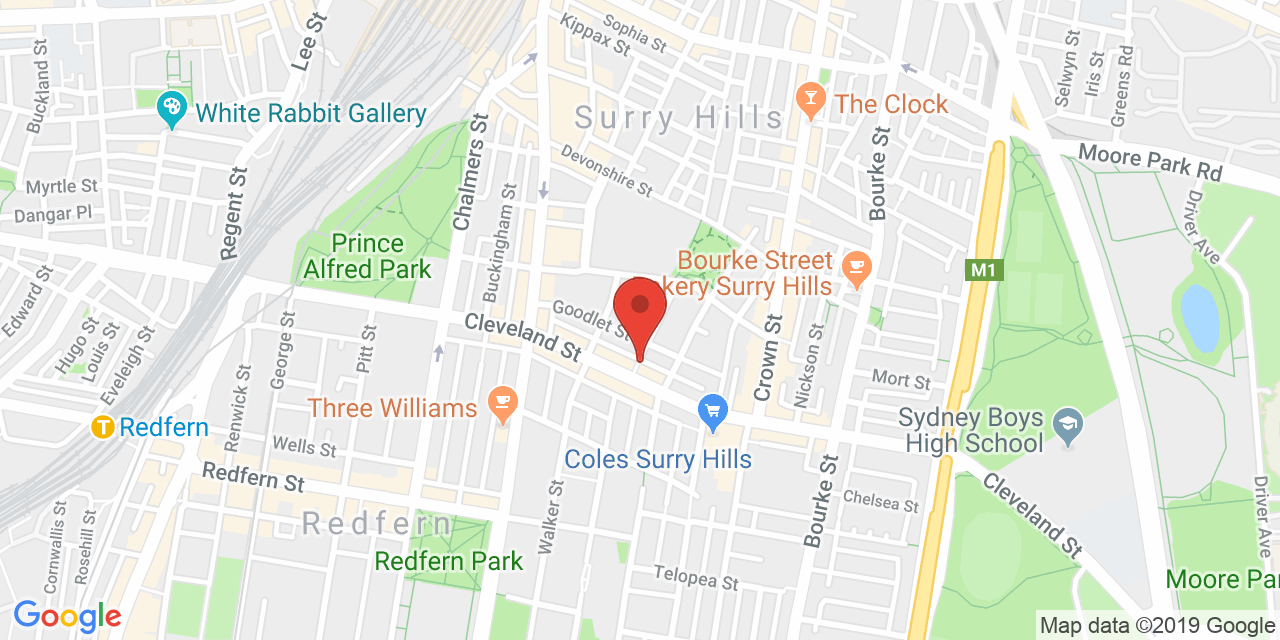 Kippax St
Sophia St
Lee St
Buckland St
Selwyn St
Iris St
Greens Rd
White Rabbit Gallery
Surry Hills
The Clock
Chalmers St
Devonshire St
Bourke St
Moore Park Rd
Myrtle St
Dangar Pl
Regent St
Buckingham St
Driver Ave
Prince
Alfred Park
Bourke Street
kery Surry Hills
M1
Edward St
Hugo St
Louis St
Eveleigh St
George St
Pitt St
Goodlet St
Cleveland St
Crown St
Nickson St
Renwick St
Mort St
Three Williams
Sydney Boys
High School
T
Redfern
Wells St
Coles Surry Hills
Redfern St
Walker St
Bourke St
Chelsea St
Cleveland St
Driver Ave
Redfern
Cornwallis St
Rosehill St
Redfern Park
Telopea St
Moore Par
Google
Map data ©2019 Google